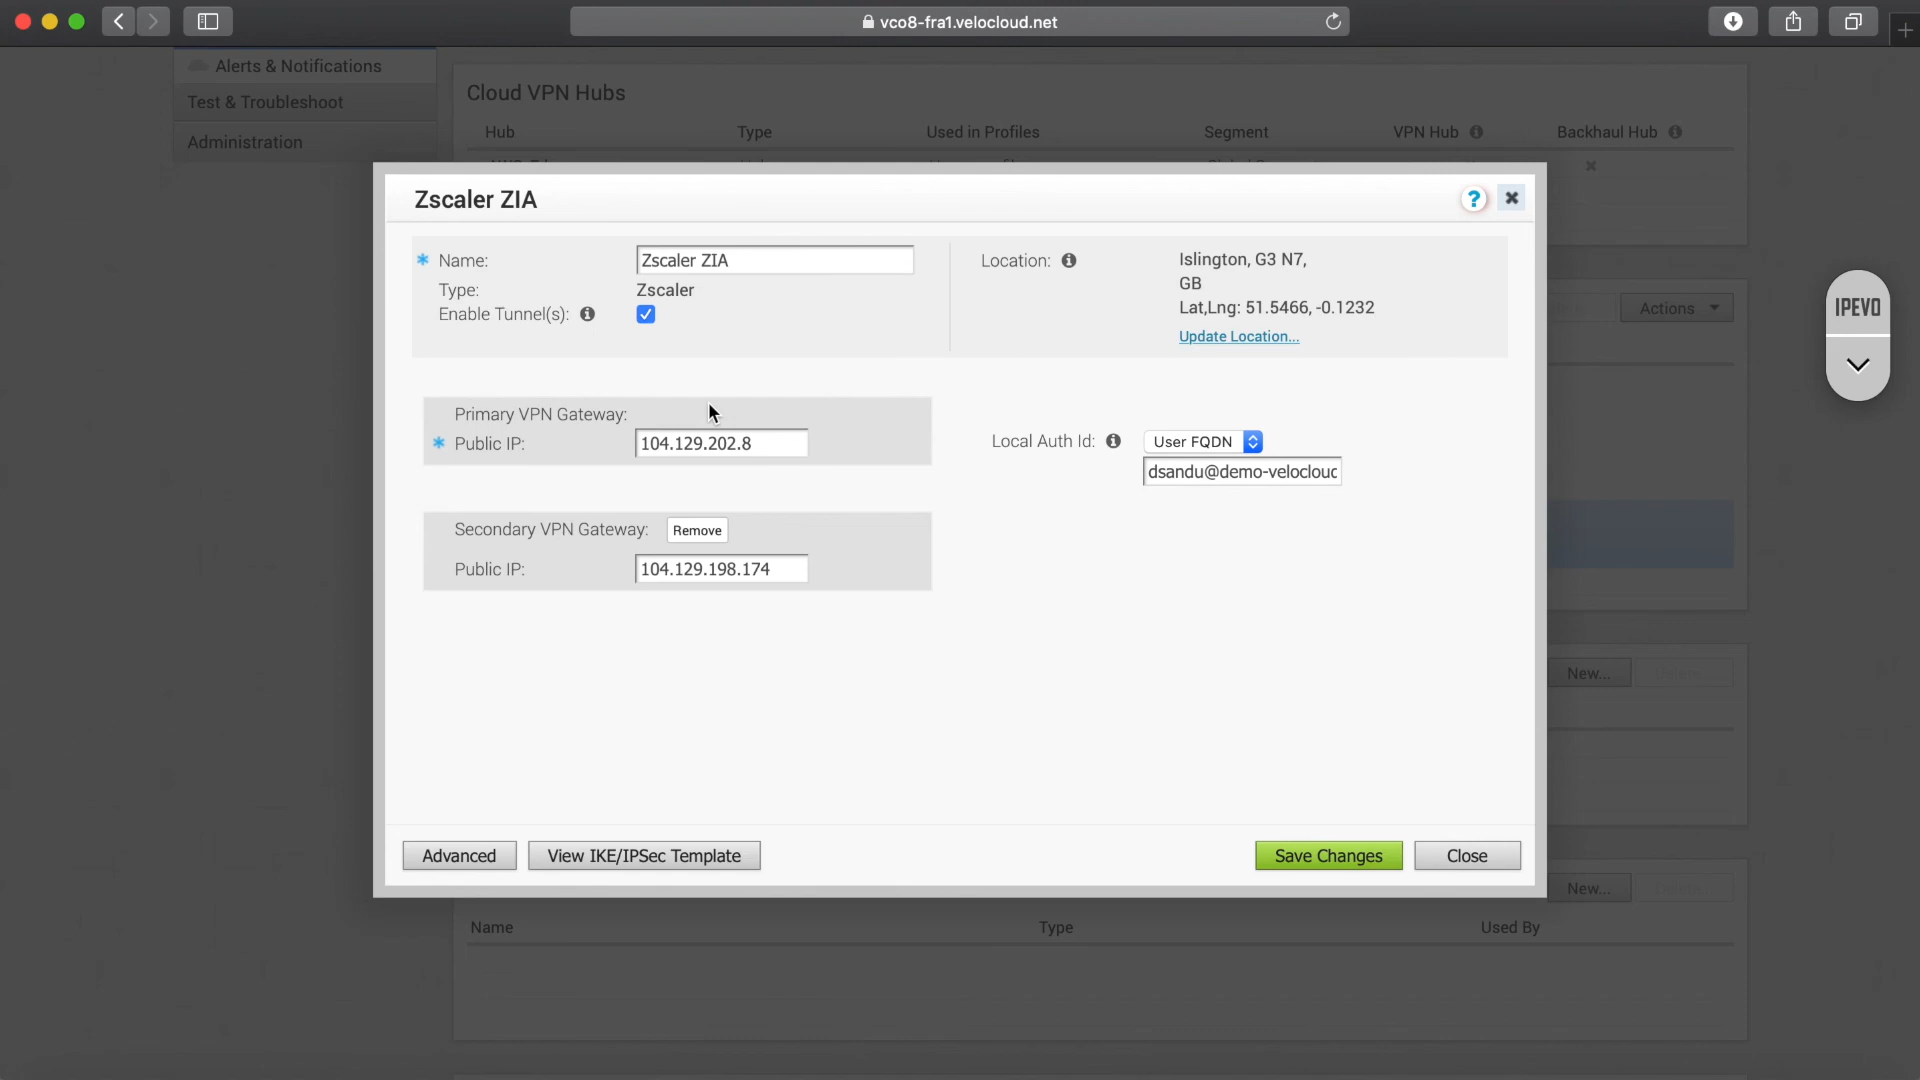 vco8-fra1.velocloud.net
Alerts & Notifications
Test & Troubleshoot
Administration
Cloud VPN Hubs
Hub Type Used in Profiles Segment VPN Hub Backhaul Hub
Zscaler ZIA
?
* Name: Zscaler ZIA
Type: Zscaler
Enable Tunnel(s):
Location:
Islington, G3 N7,
GB
Lat,Lng: 51.5466, -0.1232
Update Location...
Actions
IPEVO
Primary VPN Gateway:
* Public IP: 104.129.202.8
Local Auth Id: User FQDN
dsandu@demo-velocloud
Secondary VPN Gateway: Remove
Public IP: 104.129.198.174
New...
Advanced
View IKE/IPSec Template
Save Changes
Close
New...
Name Type Used By